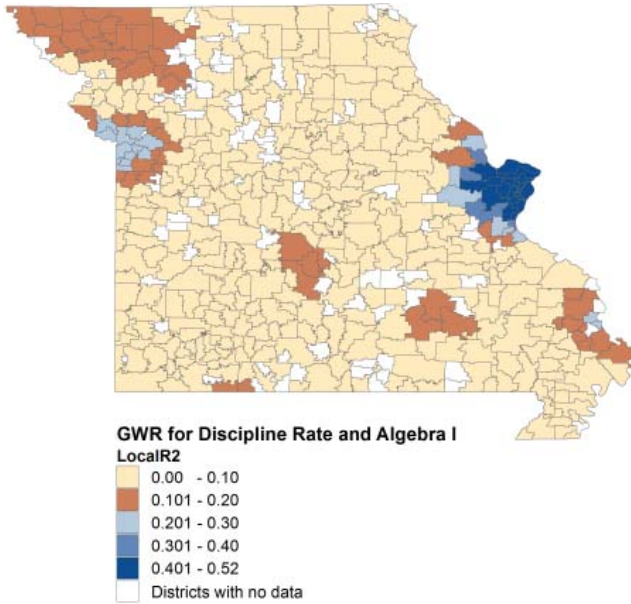 GWR for Discipline Rate and Algebra I
LocalR2
0.00 - 0.10
0.101 - 0.20
0.201 - 0.30
0.301 - 0.40
0.401 - 0.52
Districts with no data